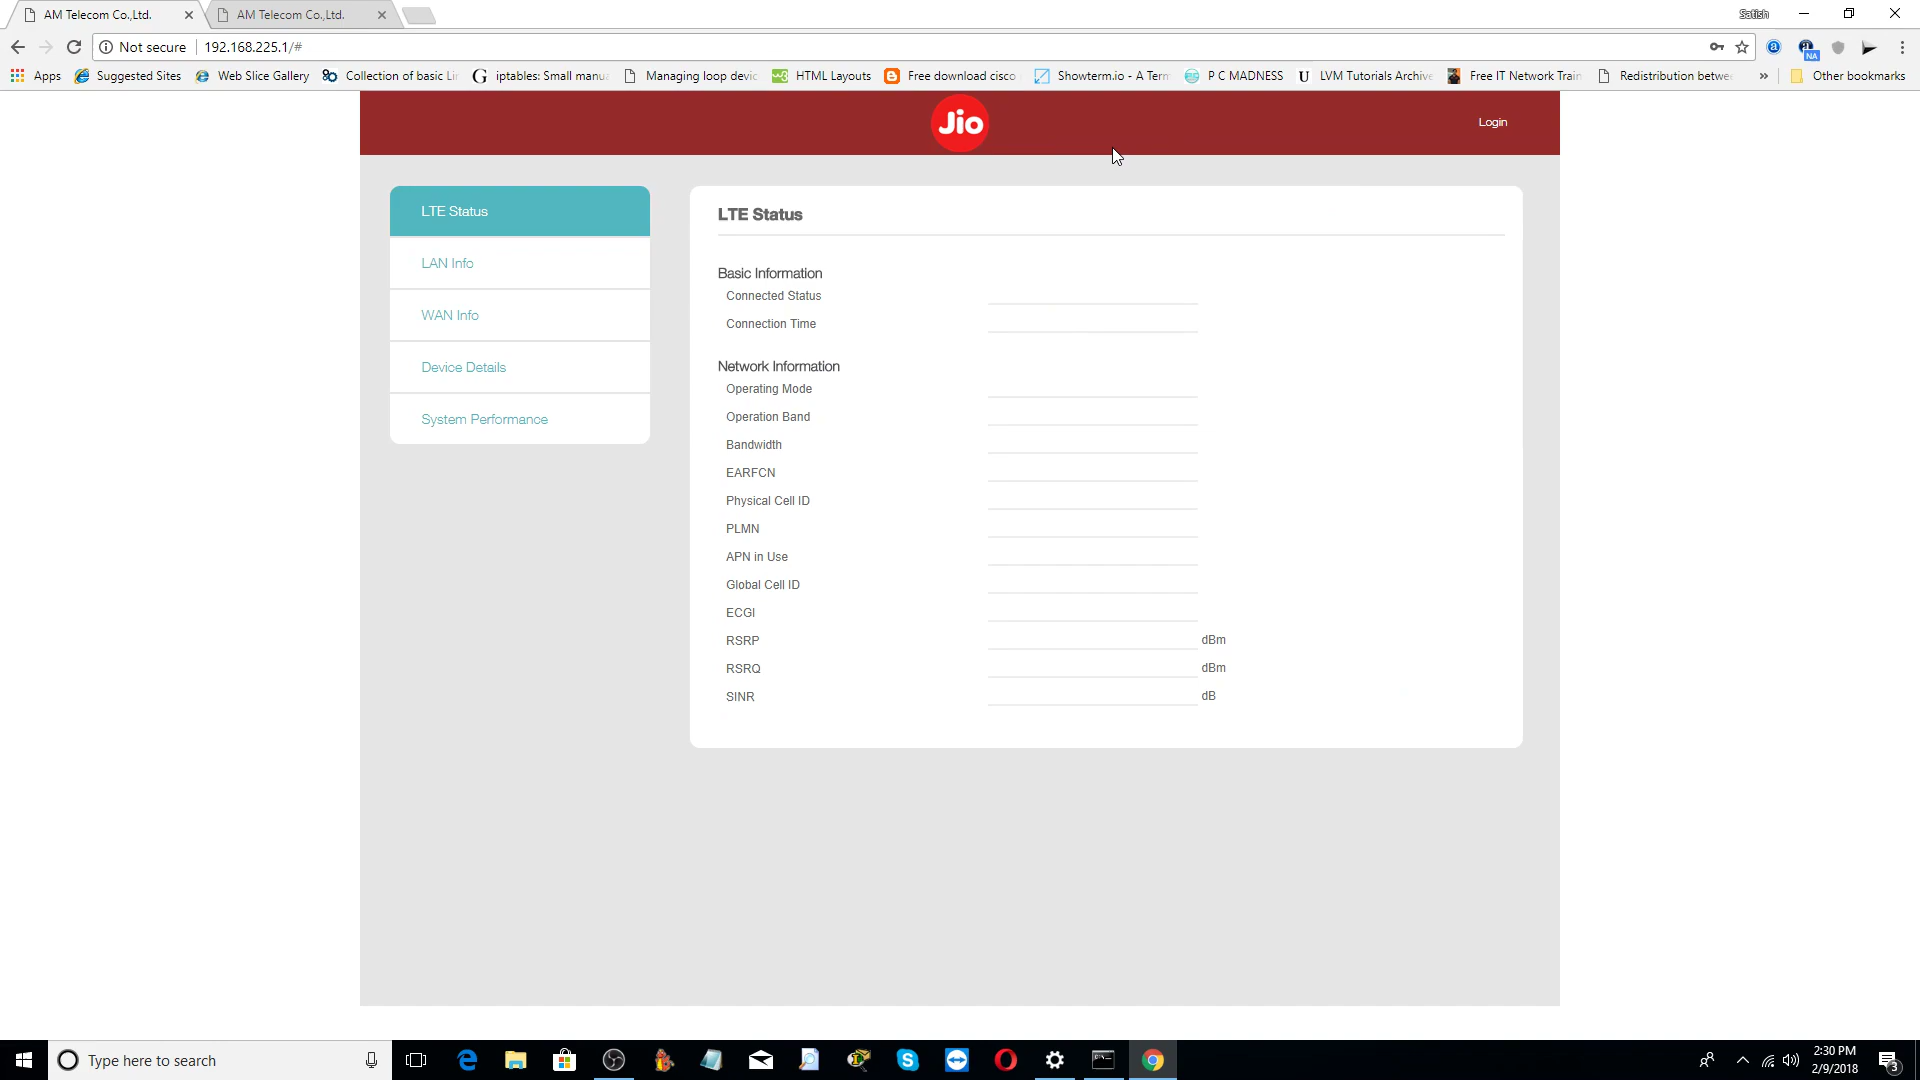 AM Telecom Co.,Ltd.
AM Telecom Co.,Ltd.
Satish
Not secure
192.168.225.1/#
a
a
NA
Apps
Suggested Sites
Web Slice Gallery
Collection of basic Li
G
iptables: Small manu
Managing loop devic
HTML Layouts
Free download cisco
Showterm.io - A Tern
P C MADNESS
U
LVM Tutorials Archive
Free IT Network Train
Redistribution betwe
»
Other bookmarks
Jio
Login
LTE Status
LAN Info
WAN Info
Device Details
System Performance
LTE Status
Basic Information
Connected Status
Connection Time
Network Information
Operating Mode
Operation Band
Bandwidth
EARFCN
Physical Cell ID
PLMN
APN in Use
Global Cell ID
ECGI
RSRP dBm
RSRQ dBm
SINR dB
Type here to search
2:30 PM
2/9/2018
3